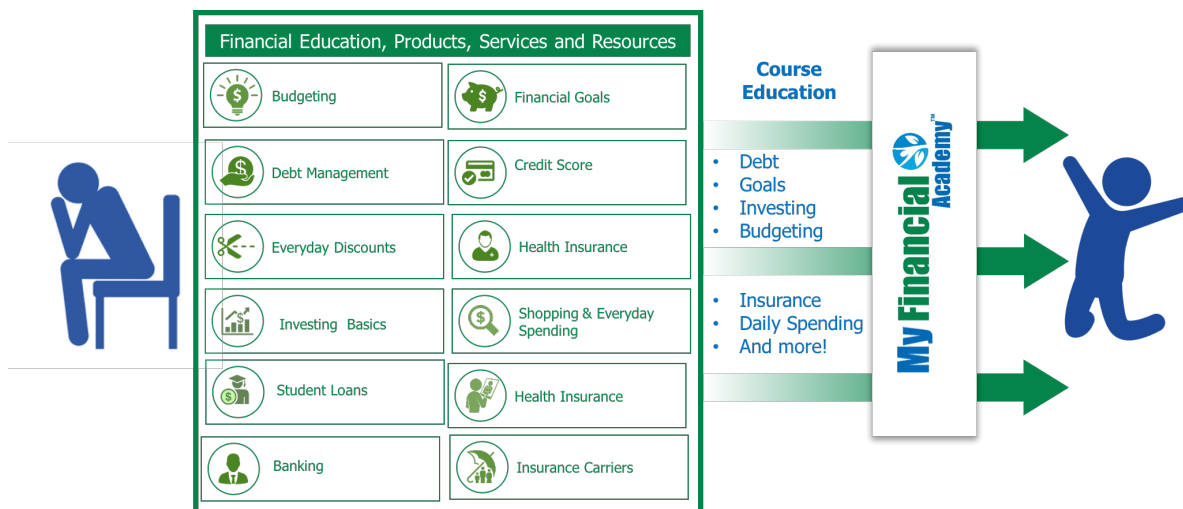 Financial Education, Products, Services and Resources
Budgeting
Financial Goals
Debt Management
Credit Score
Everyday Discounts
Health Insurance
Investing Basics
Shopping & Everyday
Spending
Student Loans
Health Insurance
Banking
Insurance Carriers
Course
Education
• Debt
• Goals
• Investing
• Budgeting
• Insurance
• Daily Spending
• And more!
My Financial
Academy™